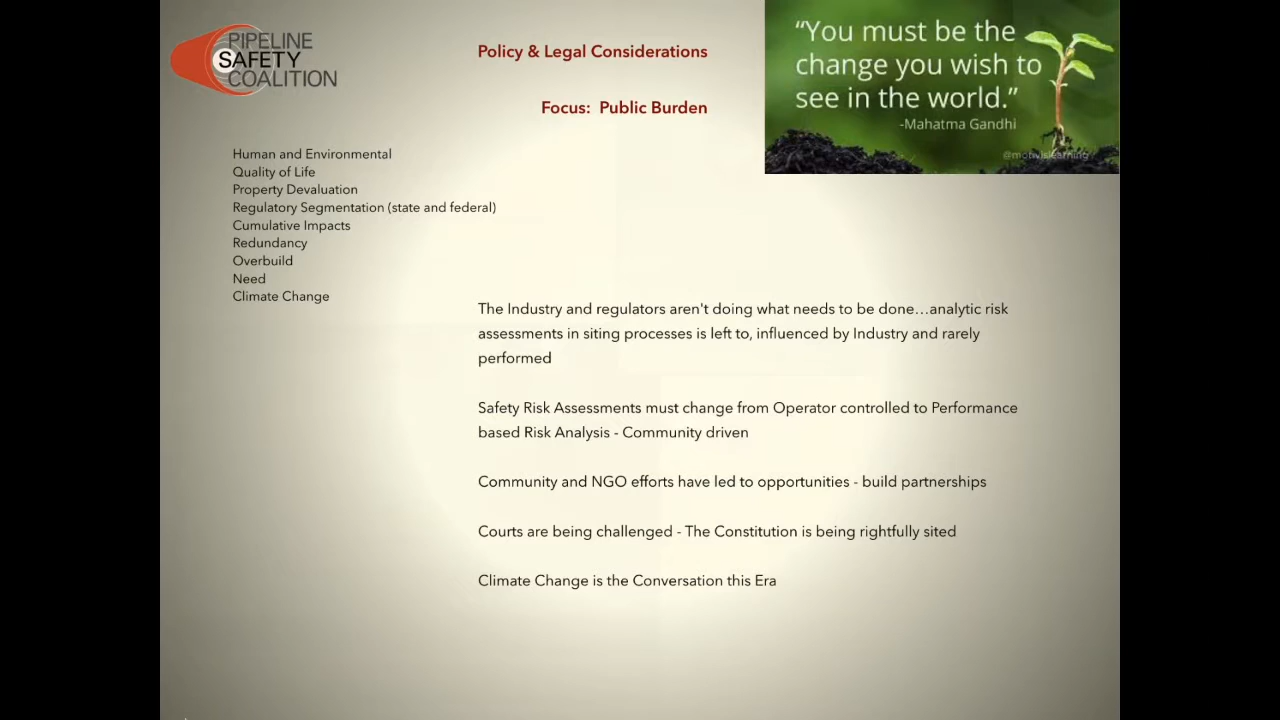 PIPELINE
SAFETY
COALITION
Policy & Legal Considerations
Focus: Public Burden
“You must be the
change you wish to
see in the world.”
-Mahatma Gandhi
@motivislearning
Human and Environmental
Quality of Life
Property Devaluation
Regulatory Segmentation (state and federal)
Cumulative Impacts
Redundancy
Overbuild
Need
Climate Change
The Industry and regulators aren't doing what needs to be done…analytic risk
assessments in siting processes is left to, influenced by Industry and rarely
performed
Safety Risk Assessments must change from Operator controlled to Performance
based Risk Analysis - Community driven
Community and NGO efforts have led to opportunities - build partnerships
Courts are being challenged - The Constitution is being rightfully sited
Climate Change is the Conversation this Era